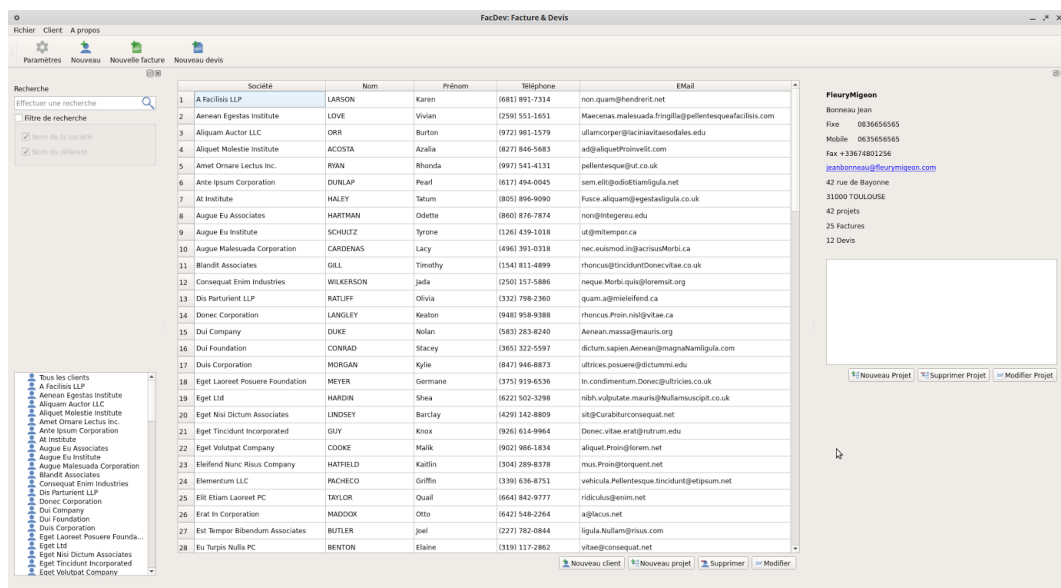 FacDev: Facture & Devis
Fichier Client A propos
Paramètres Nouveau Nouvelle facture Nouveau devis
Recherche
Effectuer une recherche
Filtre de recherche
Nom de la société
Nom du référent
Tous les clients
A Facilisis LLP
Aenean Egestas Institute
Aliquam Auctor LLC
Aliquet Molestie Institute
Amet Ornare Lectus Inc.
Ante Ipsum Corporation
At Institute
Augue Eu Associates
Augue Eu Institute
Augue Malesuada Corporation
Blandit Associates
Consequat Enim Industries
Dis Parturient LLP
Donec Corporation
Dui Company
Dui Foundation
Duis Corporation
Eget Laoreet Posuere Founda...
Eget Ltd
Eget Nisi Dictum Associates
Eget Tincidunt Incorporated
Eget Volutpat Company
Société Nom Prénom Téléphone EMail
1 A Facilisis LLP LARSON Karen (681) 891-7314 non.quam@hendrerit.net
2 Aenean Egestas Institute LOVE Vivian (259) 551-1651 Maecenas.malesuada.fringilla@pellentesqueafacilisis.com
3 Aliquam Auctor LLC ORR Burton (972) 981-1579 ullamcorper@laciniavitaesodales.edu
4 Aliquet Molestie Institute ACOSTA Azalia (827) 846-5683 ad@aliquetProinvelit.com
5 Amet Ornare Lectus Inc. RYAN Rhonda (997) 541-4131 pellentesque@ut.co.uk
6 Ante Ipsum Corporation DUNLAP Pearl (617) 494-0045 sem.elit@odioEtiamligula.net
7 At Institute HALEY Tatum (805) 896-9090 Fusce.aliquam@egestasligula.co.uk
8 Augue Eu Associates HARTMAN Odette (860) 876-7874 non@Integereu.edu
9 Augue Eu Institute SCHULTZ Tyrone (126) 439-1018 ut@mitempor.ca
10 Augue Malesuada Corporation CARDENAS Lacy (496) 391-0318 nec.euismod.in@acrisusMorbi.ca
11 Blandit Associates GILL Timothy (154) 811-4899 rhoncus@tinciduntDonecvitae.co.uk
12 Consequat Enim Industries WILKERSON Jada (250) 157-5886 neque.Morbi.quis@loremsit.org
13 Dis Parturient LLP RATLIFF Olivia (332) 798-2360 quam.a@mieleifend.ca
14 Donec Corporation LANGLEY Keaton (948) 958-9388 rhoncus.Proin.nisl@vitae.ca
15 Dui Company DUKE Nolan (583) 283-8240 Aenean.massa@mauris.org
16 Dui Foundation CONRAD Stacey (365) 322-5597 dictum.sapien.Aenean@magnaNamligula.com
17 Duis Corporation MORGAN Kylie (847) 946-8873 ultrices.posuere@dictummi.edu
18 Eget Laoreet Posuere Foundation MEYER Germane (375) 919-6536 In.condimentum.Donec@ultricies.co.uk
19 Eget Ltd HARDIN Shea (622) 502-3298 nibh.vulputate.mauris@Nullamsuscipit.co.uk
20 Eget Nisi Dictum Associates LINDSEY Barclay (429) 142-8809 sit@Curabiturconsequat.net
21 Eget Tincidunt Incorporated GUY Knox (926) 614-9964 Donec.vitae.erat@rutrum.edu
22 Eget Volutpat Company COOKE Malik (902) 986-1834 aliquet.Proin@lorem.net
23 Eleifend Nunc Risus Company HATFIELD Kaitlin (304) 289-8378 mus.Proin@torquent.net
24 Elementum LLC PACHECO Griffin (339) 636-8751 vehicula.Pellentesque.tincidunt@etipsum.net
25 Elit Etiam Laoreet PC TAYLOR Quail (664) 842-9777 ridiculus@enim.net
26 Erat In Corporation MADDOX Otto (642) 548-2264 a@lacus.net
27 Est Tempor Bibendum Associates BUTLER Joel (227) 782-0844 ligula.Nullam@risus.com
28 Eu Turpis Nulla PC BENTON Elaine (319) 117-2862 vitae@consequat.net
Nouveau client Nouveau projet Supprimer Modifier
FleuryMigeon
Bonneau Jean
Fixe 0836656565
Mobile 0635656565
Fax +33674801256
jeanbonneau@fleurymigeon.com
42 rue de Bayonne
31000 TOULOUSE
42 projets
25 Factures
12 Devis
Nouveau Projet Supprimer Projet Modifier Projet